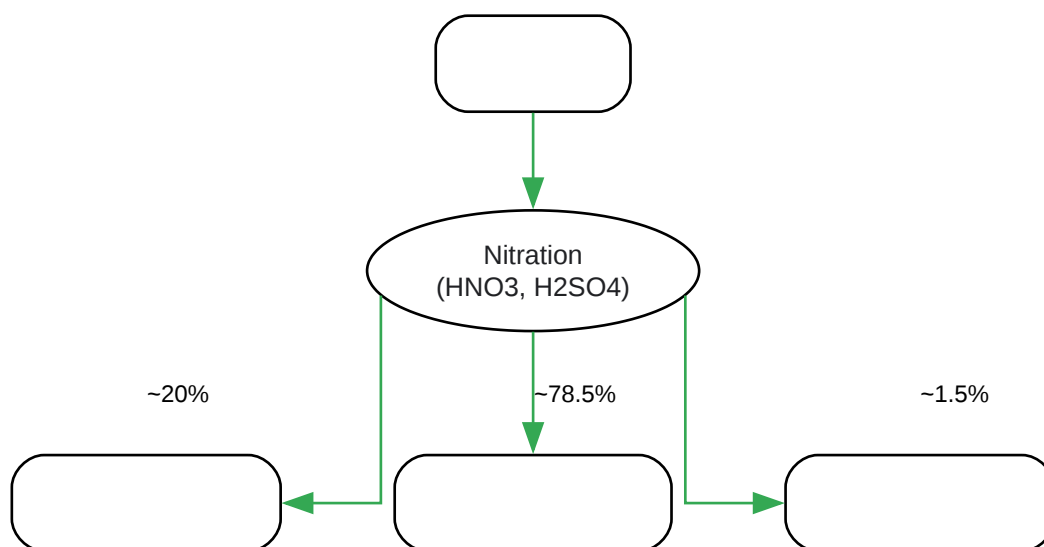 Nitration
(HNO3, H2SO4)
~20%
~78.5%
~1.5%